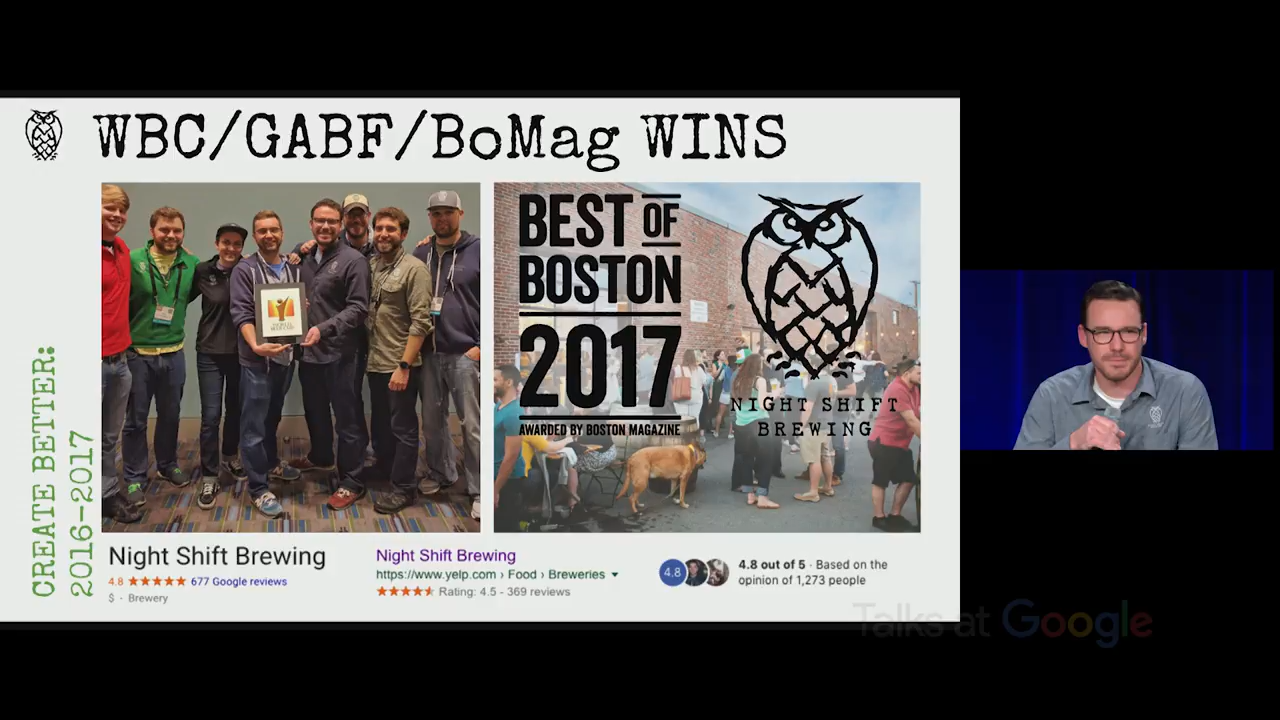 WBC/GABF/BoMag WINS
CREATE BETTER:
2016-2017
WORLD
BEER CUP
BEST OF
BOSTON
2017
AWARDED BY BOSTON MAGAZINE
NIGHT SHIFT
BREWING
Night Shift Brewing
4.8 677 Google reviews
$ - Brewery
Night Shift Brewing
https://www.yelp.com › Food › Breweries
Rating: 4.5 - 369 reviews
4.8
4.8 out of 5 · Based on the
opinion of 1,273 people
Talks at Google